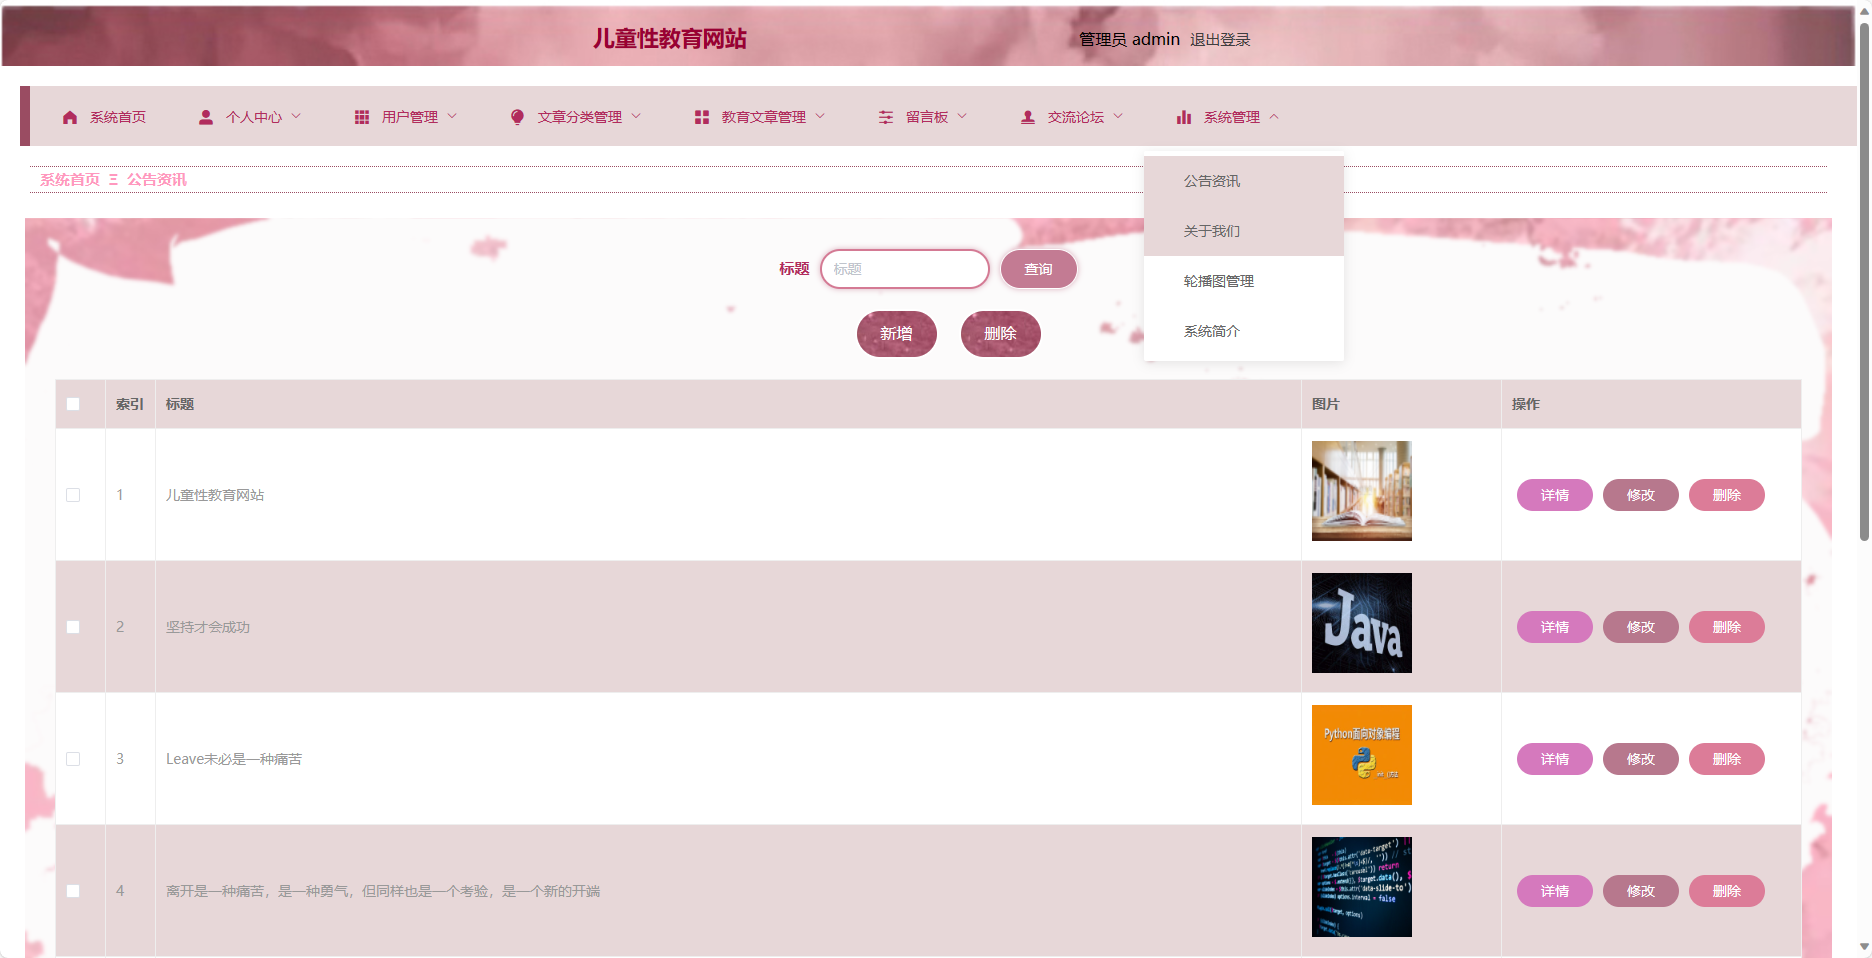 儿童性教育网站
管理员 admin 退出登录
系统首页 个人中心 用户管理 文章分类管理 教育文章管理 留言板 交流论坛 系统管理
系统首页 Ξ 公告资讯
公告资讯
关于我们
轮播图管理
系统简介
标题 标题 查询
新增 删除
索引 标题 图片 操作
1 儿童性教育网站 详情 修改 删除
2 坚持才会成功 Java 详情 修改 删除
3 Leave未必是一种痛苦 Python面向对象编程 详情 修改 删除
4 离开是一种痛苦，是一种勇气，但同样也是一个考验，是一个新的开端 详情 修改 删除